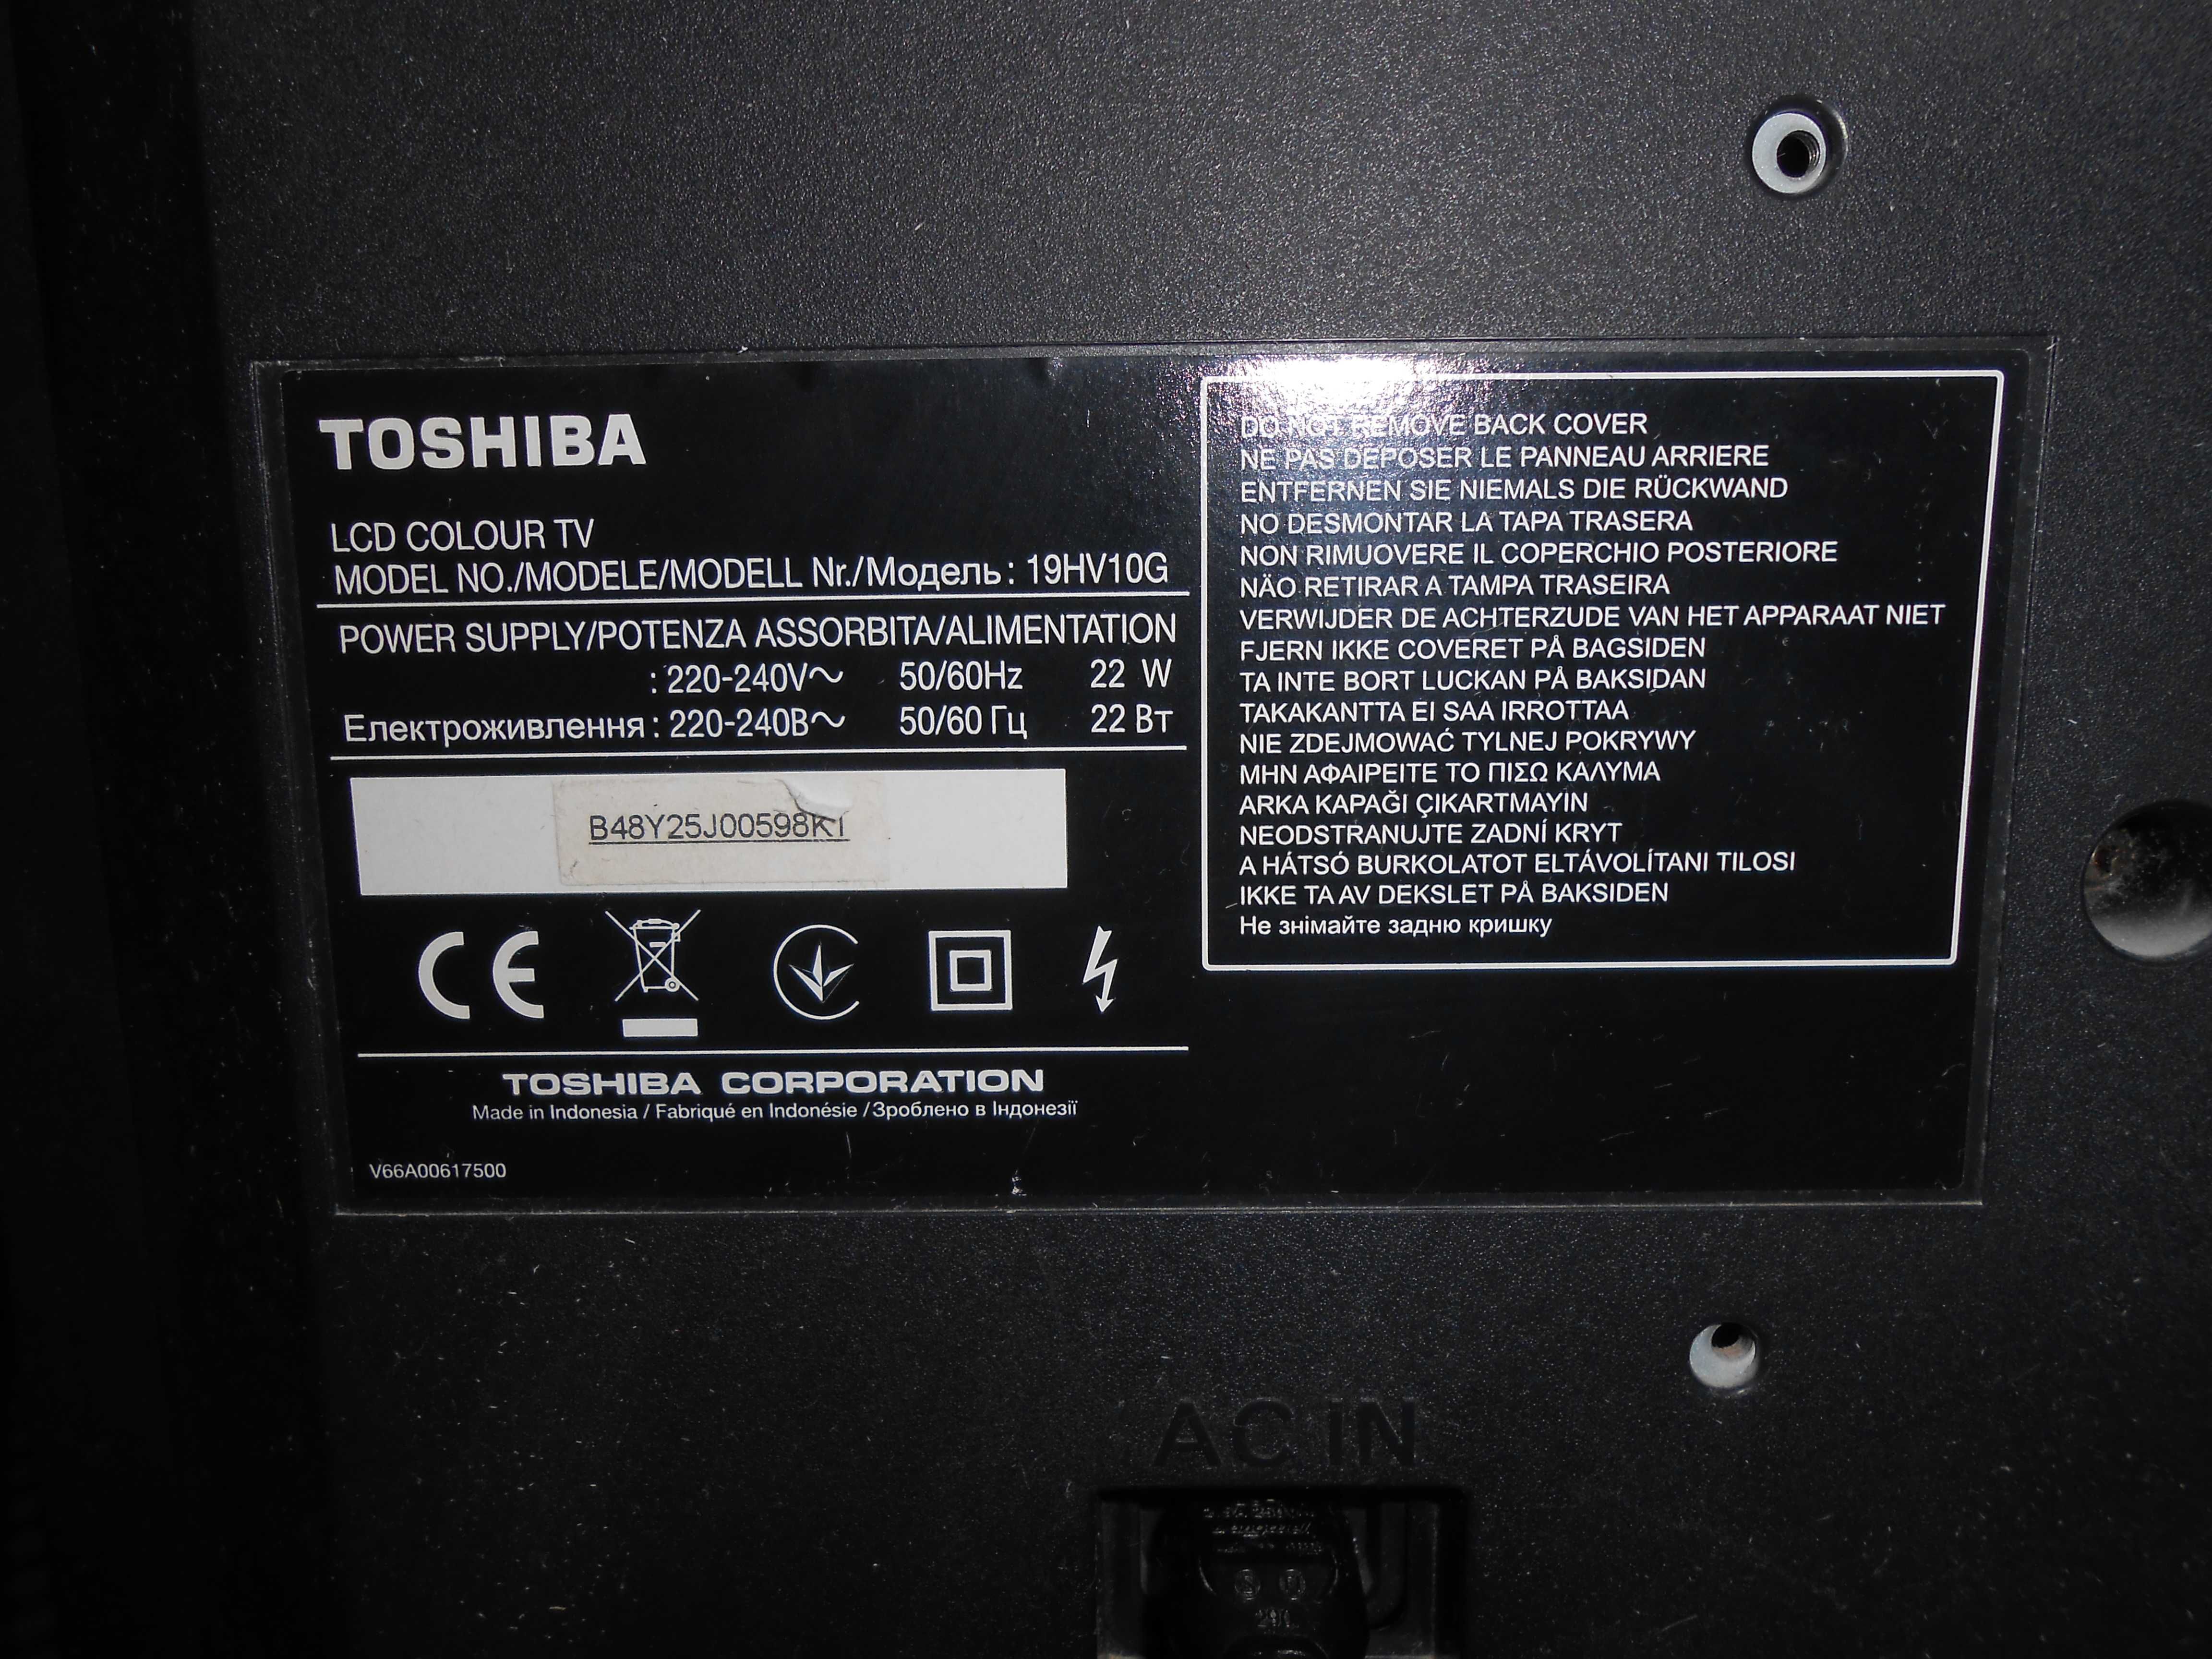 TOSHIBA
LCD COLOUR TV
MODEL NO./MODELE/MODELL Nr./Модель: 19HV10G
POWER SUPPLY/POTENZA ASSORBITA/ALIMENTATION
: 220-240V~ 50/60Hz 22 W
Електроживлення: 220-240В~ 50/60 Гц 22 Вт
B48Y25J00598K1
CE
TOSHIBA CORPORATION
Made in Indonesia / Fabriqué en Indonésie / Зроблено в Індонезії
V66A00617500
DO NOT REMOVE BACK COVER
NE PAS DEPOSER LE PANNEAU ARRIERE
ENTFERNEN SIE NIEMALS DIE RÜCKWAND
NO DESMONTAR LA TAPA TRASERA
NON RIMUOVERE IL COPERCHIO POSTERIORE
NÃO RETIRAR A TAMPA TRASEIRA
VERWIJDER DE ACHTERZUDE VAN HET APPARAAT NIET
FJERN IKKE COVERET PÅ BAGSIDEN
TA INTE BORT LUCKAN PÅ BAKSIDAN
TAKAKANTTA EI SAA IRROTTAA
NIE ZDEJMOWAĆ TYLNEJ POKRYWY
ΜΗΝ ΑΦΑΙΡΕΙΤΕ ΤΟ ΠΙΣΩ ΚΑΛΥΜΑ
ARKA KAPAĞI ÇIKARTMAYIN
NEODSTRANUJTE ZADNÍ KRYT
A HÁTSÓ BURKOLATOT ELTÁVOLÍTANI TILOSI
IKKE TA AV DEKSLET PÅ BAKSIDEN
Не знімайте задню кришку
AC IN